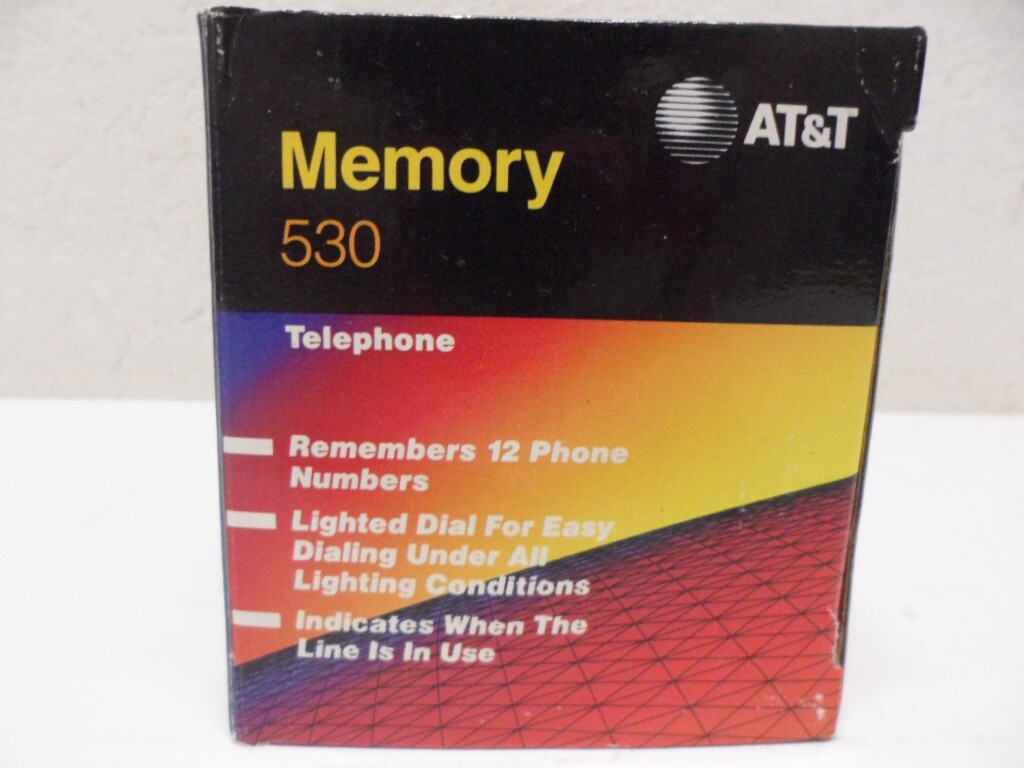 AT&T
Memory
530
Telephone
Remembers 12 Phone
Numbers
Lighted Dial For Easy
Dialing Under All
Lighting Conditions
Indicates When The
Line Is In Use